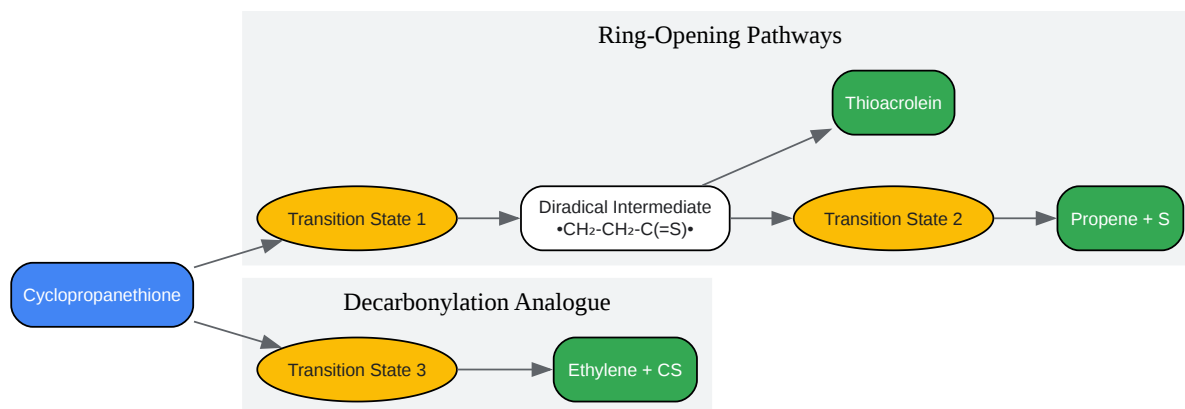 Ring-Opening Pathways
Thioacrolein
Transition State 1
Diradical Intermediate
•CH₂-CH₂-C(=S)•
Transition State 2
Propene + S
Cyclopropanethione
Decarbonylation Analogue
Transition State 3
Ethylene + CS